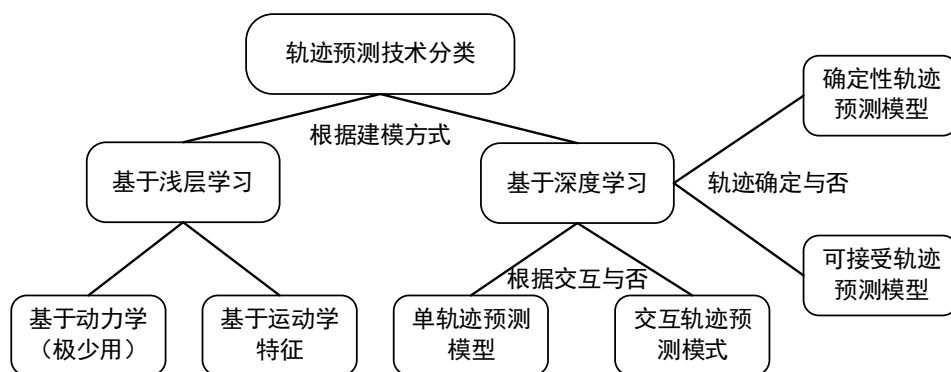 轨迹预测技术分类
确定性轨迹
预测模型
根据建模方式
基于浅层学习
基于深度学习
轨迹确定与否
可接受轨迹
预测模型
根据交互与否
基于动力学
（极少用）
基于运动学
特征
单轨迹预测
模型
交互轨迹预
测模式